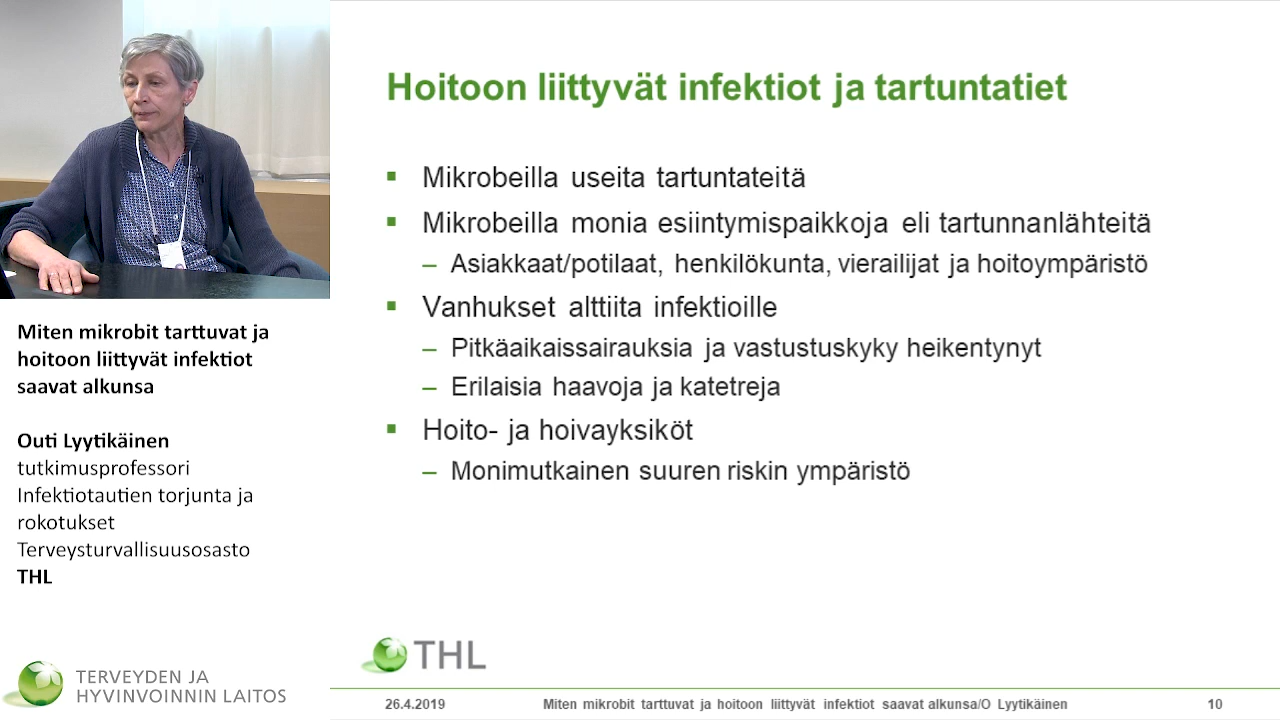 Hoitoon liittyvät infektiot ja tartuntatiet
▪ Mikrobeilla useita tartuntateitä
▪ Mikrobeilla monia esiintymispaikkoja eli tartunnanlähteitä
– Asiakkaat/potilaat, henkilökunta, vierailijat ja hoitoympäristö
▪ Vanhukset alttiita infektioille
– Pitkäaikaissairauksia ja vastustuskyky heikentynyt
– Erilaisia haavoja ja katetreja
▪ Hoito- ja hoivayksiköt
– Monimutkainen suuren riskin ympäristö
Miten mikrobit tarttuvat ja
hoitoon liittyvät infektiot
saavat alkunsa
Outi Lyytikäinen
tutkimusprofessori
Infektiotautien torjunta ja
rokotukset
Terveysturvallisuusosasto
THL
TERVEYDEN JA
HYVINVOINNIN LAITOS
THL
26.4.2019 Miten mikrobit tarttuvat ja hoitoon liittyvät infektiot saavat alkunsa/O Lyytikäinen 10